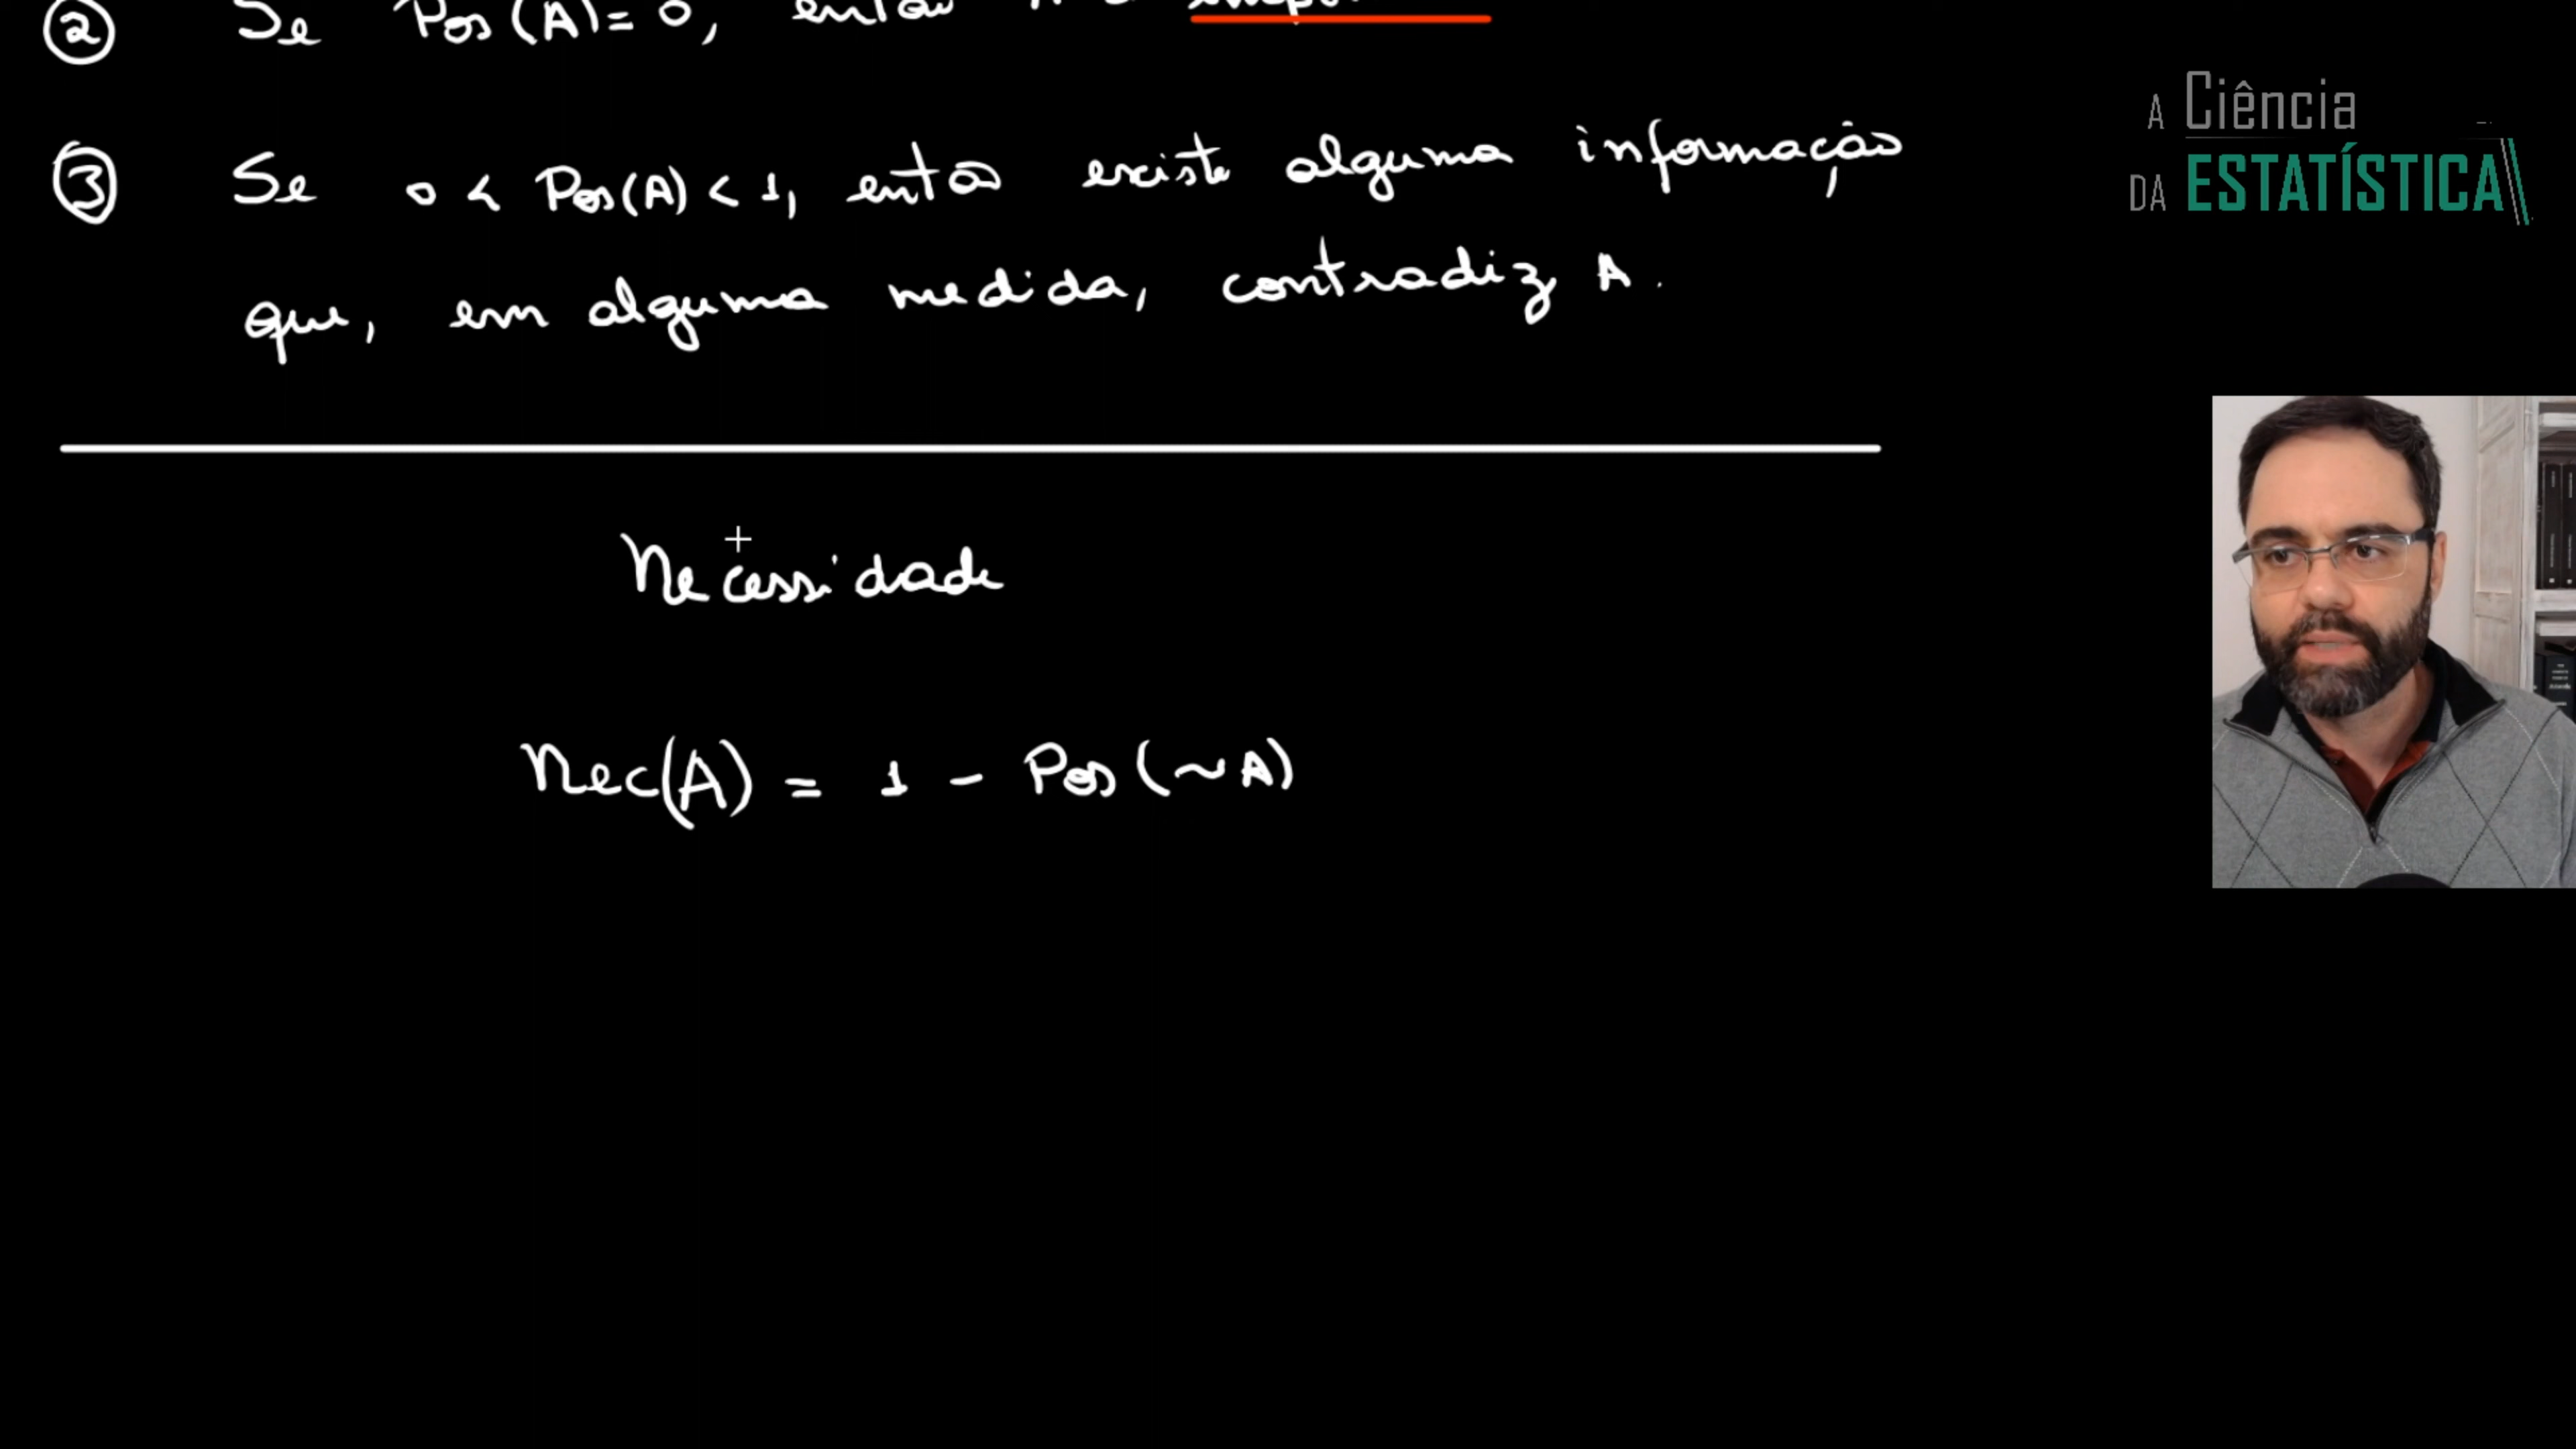 ② Se Pos(A)=0, então A é
③ Se 0 < Pos(A) < 1, então existe alguma informação
que, em alguma medida, contradiz A.
Necessidade
Nec(A) = 1 - Pos(~A)
A Ciência
DA ESTATÍSTICA